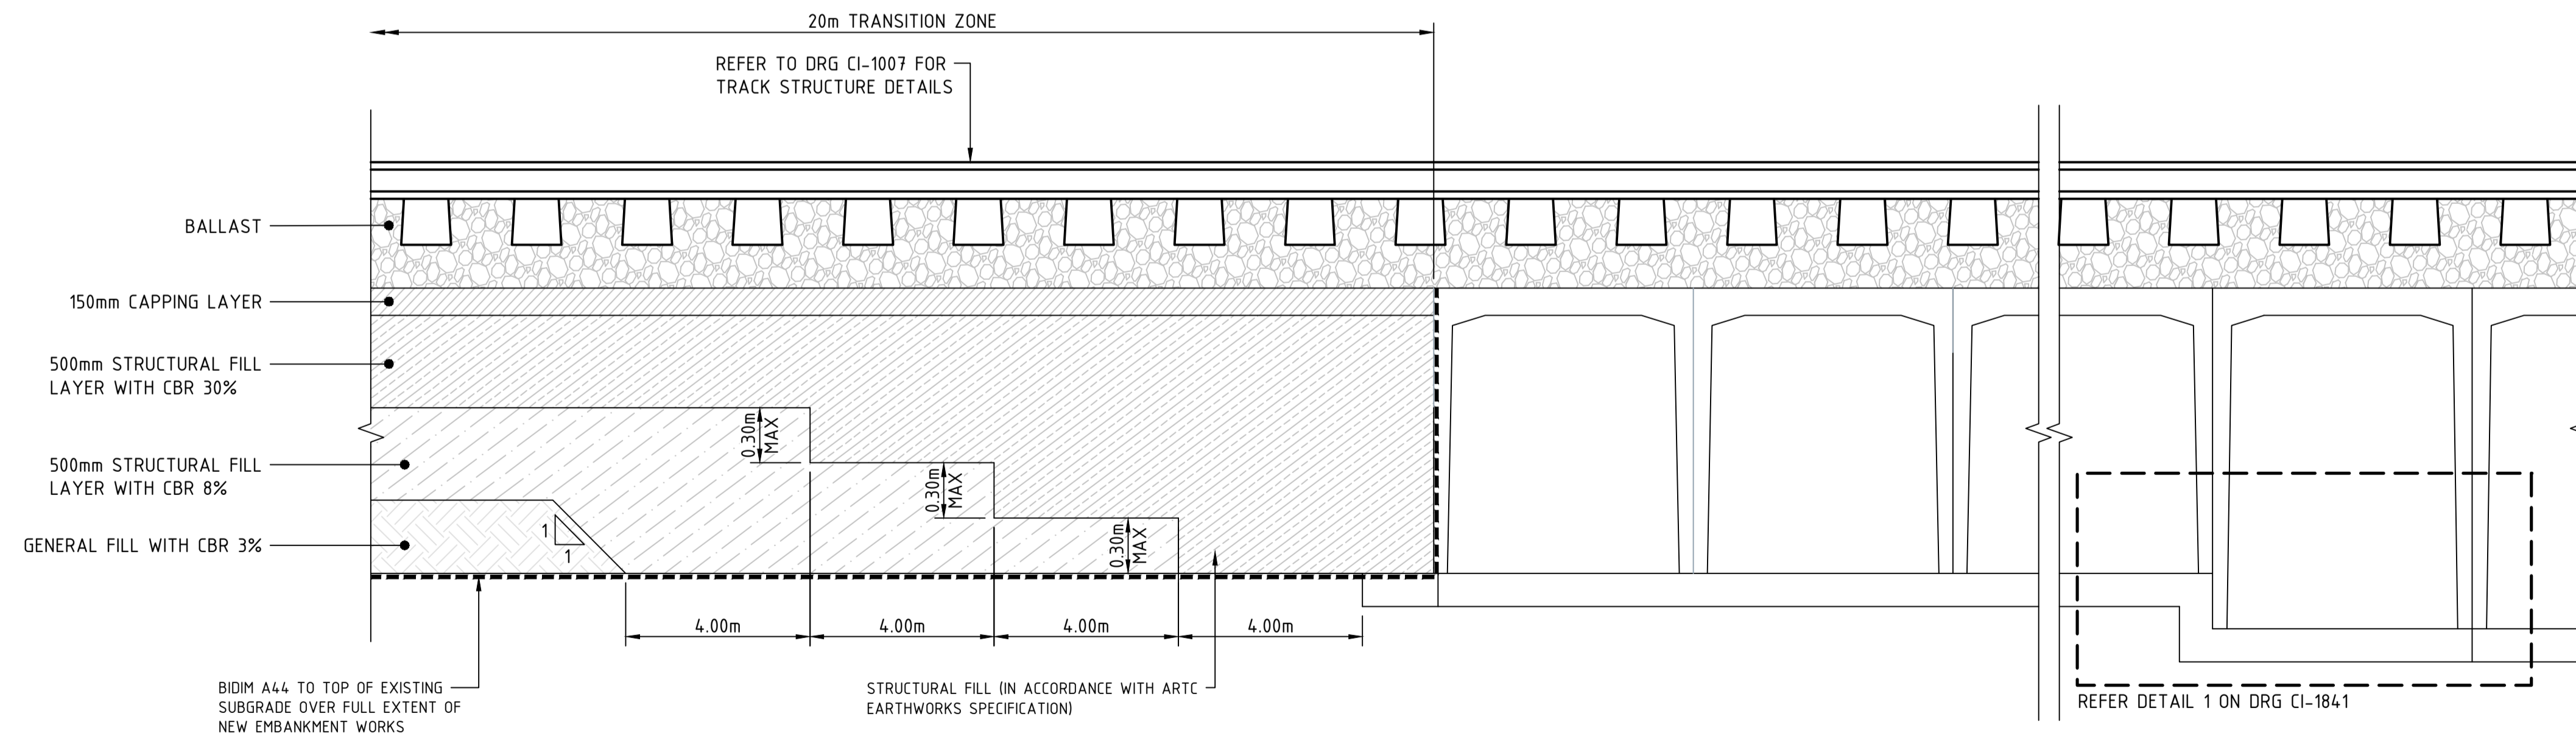 20m TRANSITION ZONE
REFER TO DRG CI-1007 FOR
TRACK STRUCTURE DETAILS
BALLAST
150mm CAPPING LAYER
500mm STRUCTURAL FILL
LAYER WITH CBR 30%
0.30m
MAX
500mm STRUCTURAL FILL
LAYER WITH CBR 8%
0.30m
MAX
GENERAL FILL WITH CBR 3%
1
1
0.30m
MAX
4.00m
4.00m
4.00m
4.00m
BIDIM A44 TO TOP OF EXISTING
SUBGRADE OVER FULL EXTENT OF
NEW EMBANKMENT WORKS
STRUCTURAL FILL (IN ACCORDANCE WITH ARTC
EARTHWORKS SPECIFICATION)
REFER DETAIL 1 ON DRG CI-1841